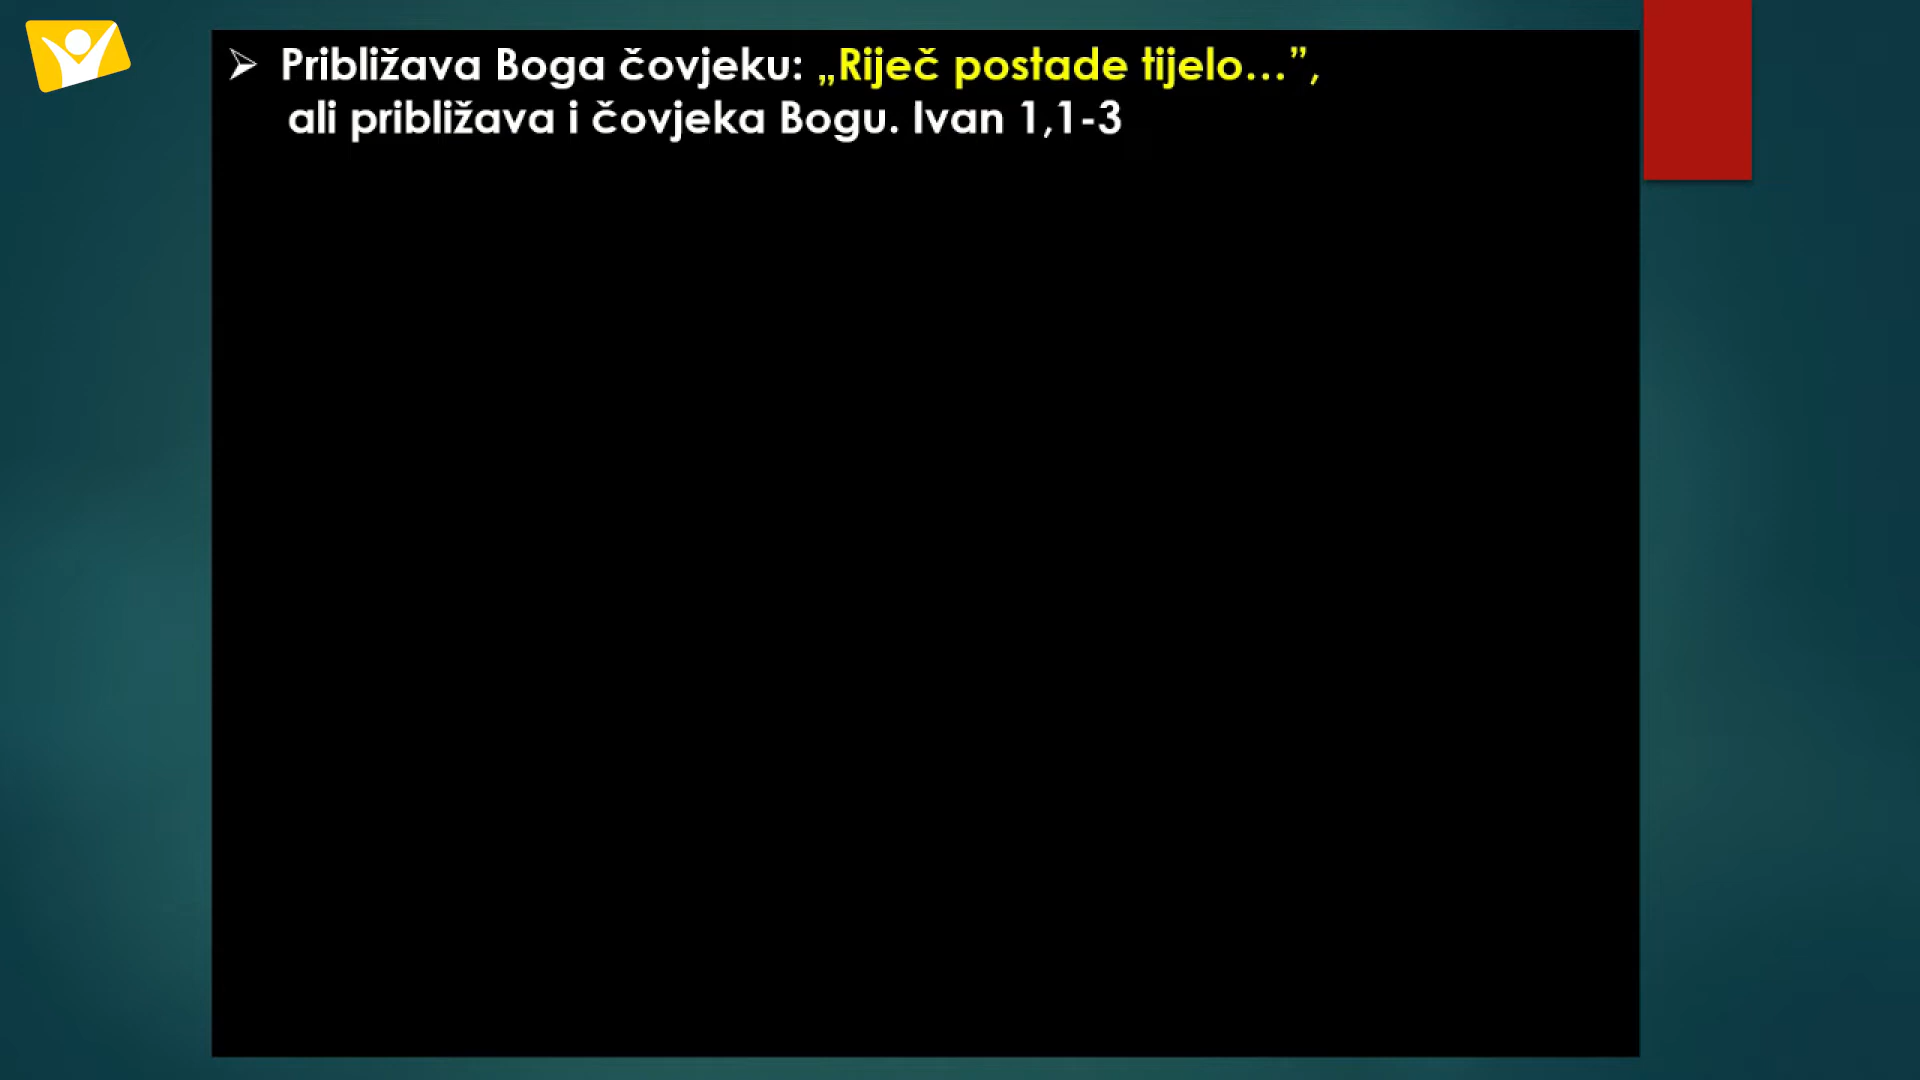 ➢ Približava Boga čovjeku: „Riječ postade tijelo…”,
ali približava i čovjeka Bogu. Ivan 1,1-3